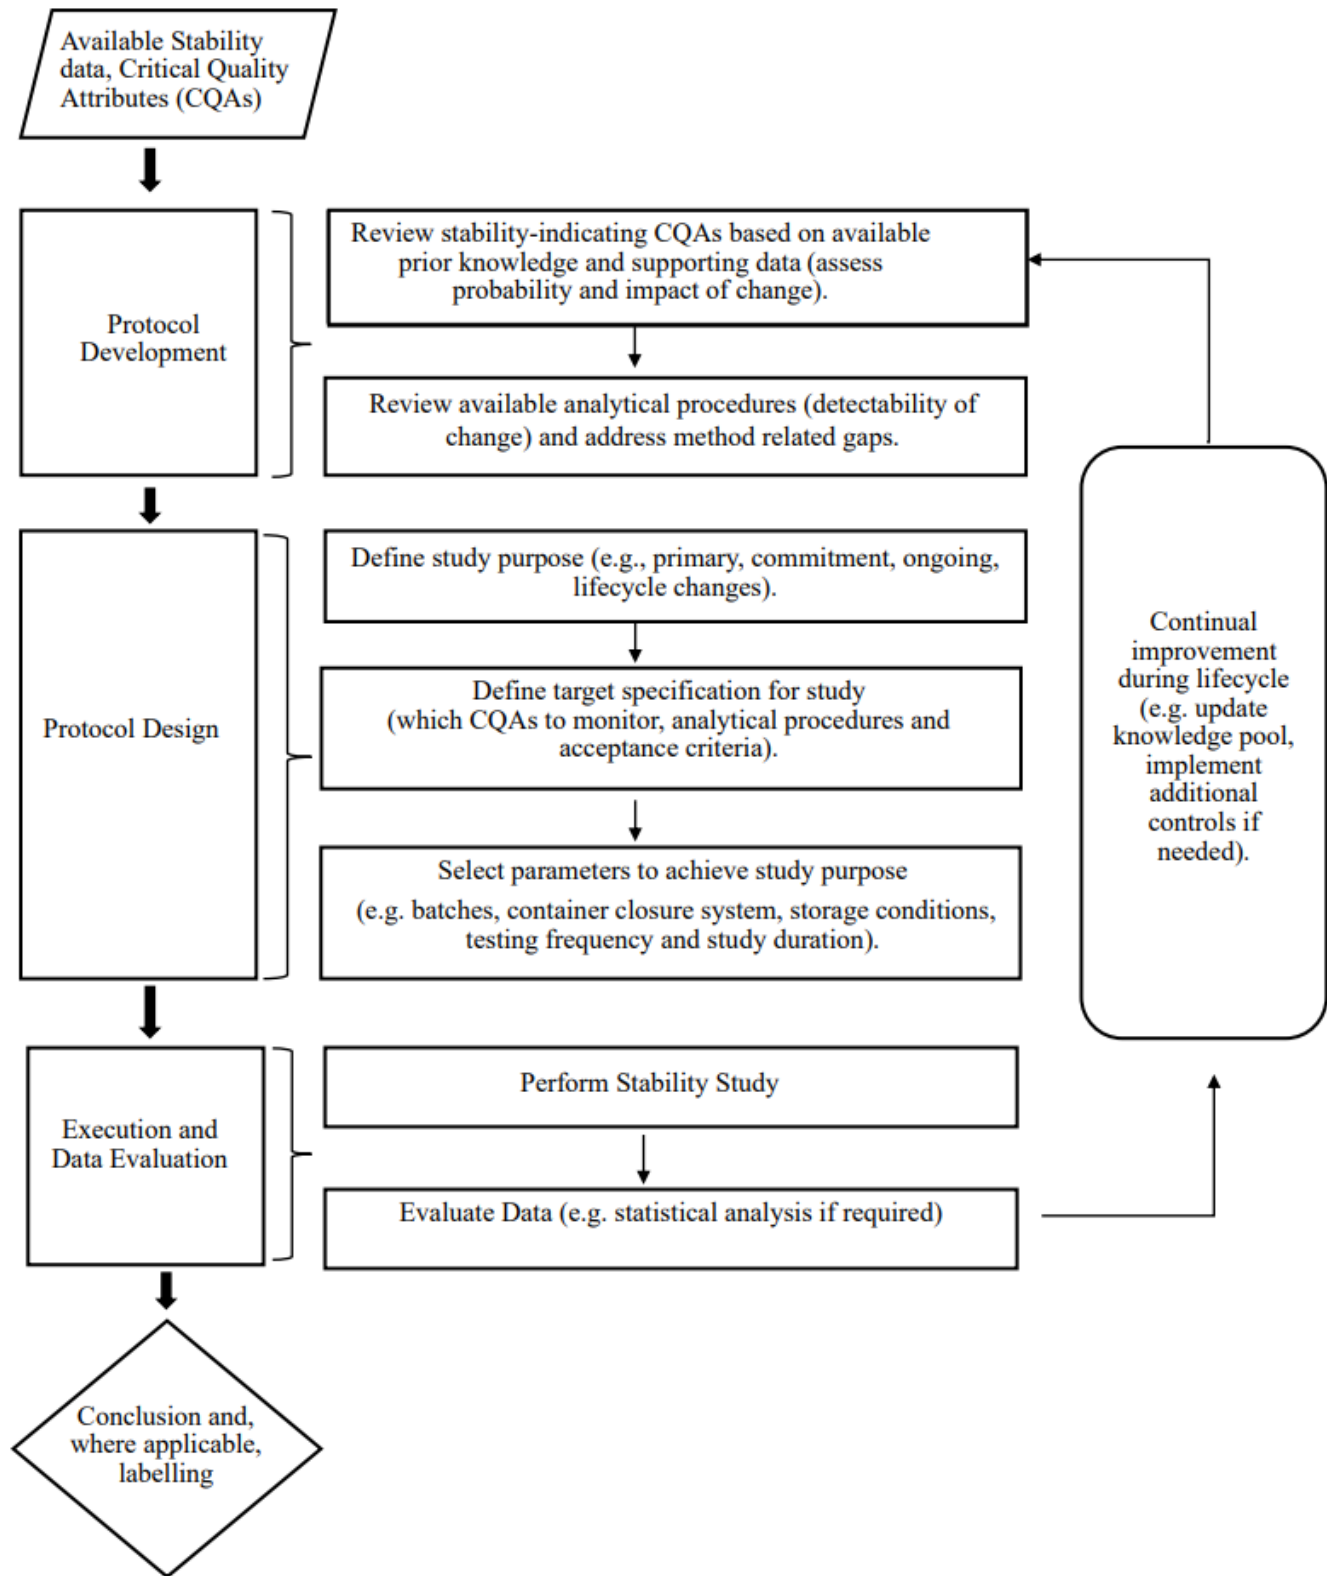 Available Stability
data, Critical Quality
Attributes (CQAs)
Protocol
Development
Review stability-indicating CQAs based on available
prior knowledge and supporting data (assess
probability and impact of change).
Review available analytical procedures (detectability of
change) and address method related gaps.
Protocol Design
Define study purpose (e.g., primary, commitment, ongoing,
lifecycle changes).
Define target specification for study
(which CQAs to monitor, analytical procedures and
acceptance criteria).
Select parameters to achieve study purpose
(e.g. batches, container closure system, storage conditions,
testing frequency and study duration).
Continual
improvement
during lifecycle
(e.g. update
knowledge pool,
implement
additional
controls if
needed).
Execution and
Data Evaluation
Perform Stability Study
Evaluate Data (e.g. statistical analysis if required)
Conclusion and,
where applicable,
labelling